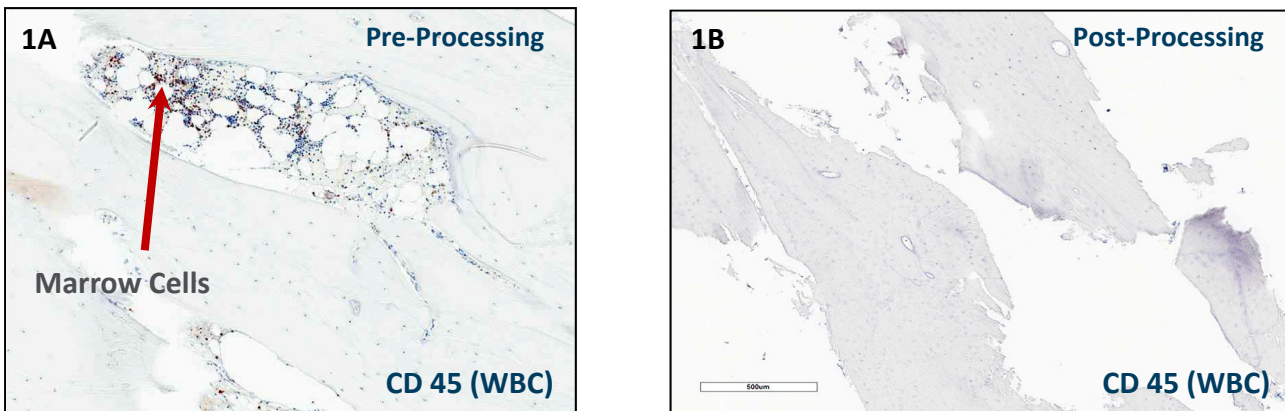 1A
Pre-Processing
Marrow Cells
CD 45 (WBC)
1B
Post-Processing
500um
CD 45 (WBC)